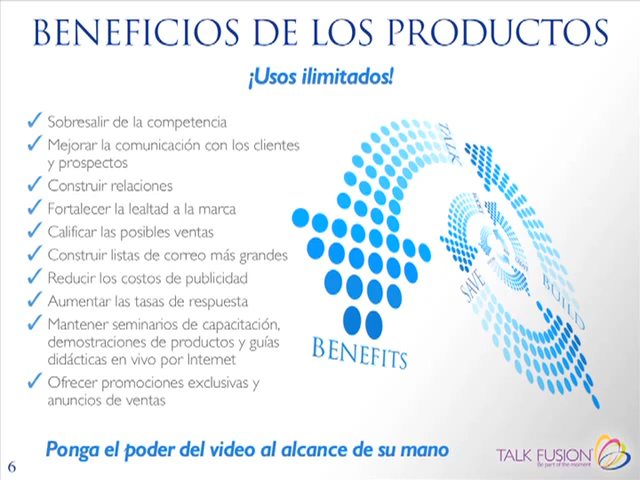 BENEFICIOS DE LOS PRODUCTOS
¡Usos ilimitados!
Sobresalir de la competencia
Mejorar la comunicación con los clientes
y prospectos
Construir relaciones
Fortalecer la lealtad a la marca
Calificar las posibles ventas
Construir listas de correo más grandes
Reducir los costos de publicidad
Aumentar las tasas de respuesta
Mantener seminarios de capacitación,
demostraciones de productos y guías
didácticas en vivo por Internet
Ofrecer promociones exclusivas y
anuncios de ventas
TALK
SAVE
BUILD
BENEFITS
Ponga el poder del video al alcance de su mano
TALK FUSION
Be part of the moment
6